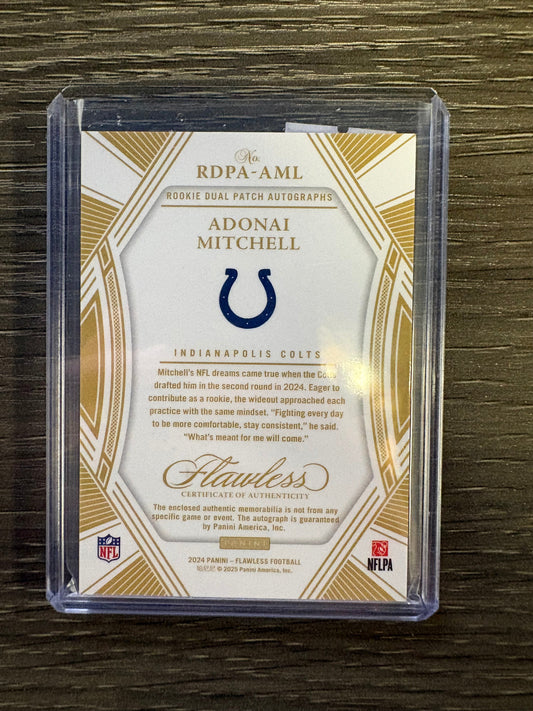 No.
RDPA-AML
ROOKIE DUAL PATCH AUTOGRAPHS
ADONAI
MITCHELL
INDIANAPOLIS COLTS
Mitchell's NFL dreams came true when the Colts
drafted him in the second round in 2024. Eager to
contribute as a rookie, the wideout approached each
practice with the same mindset. "Fighting every day
to be more comfortable, stay consistent," he said.
"What's meant for me will come."
Flawless
CERTIFICATE OF AUTHENTICITY
The enclosed authentic memorabilia is not from any
specific game or event. The autograph is guaranteed
by Panini America, Inc.
PANINI
NFL
NFLPA
2024 PANINI – FLAWLESS FOOTBALL
© 2025 Panini America, Inc.